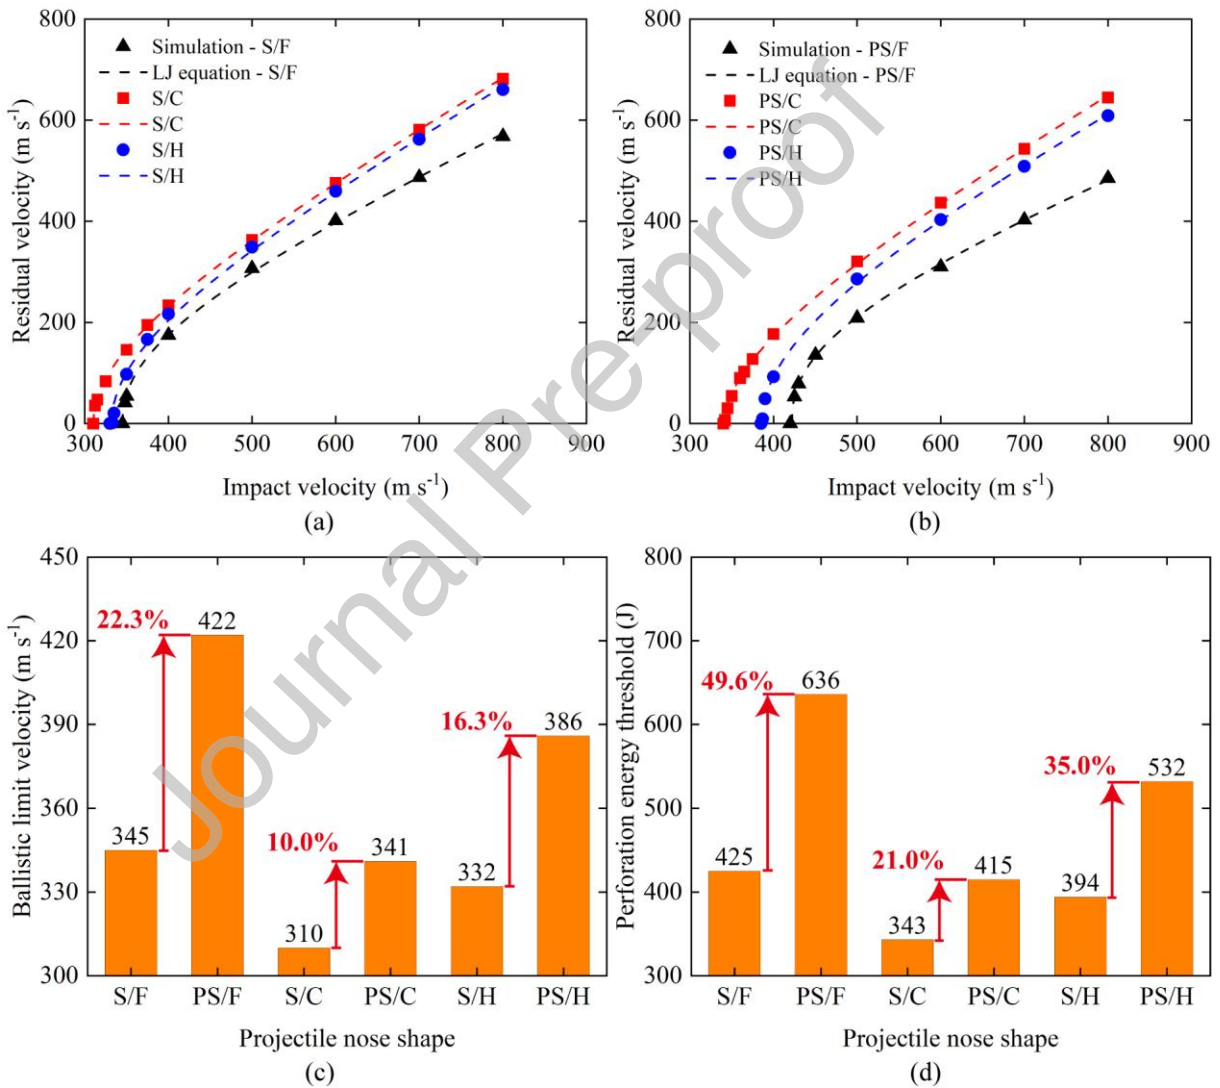 800
600
400
200
0
300 400 500 600 700 800 900
Residual velocity (m s-1)
Impact velocity (m s-1)
Simulation - S/F
LJ equation - S/F
S/C
S/C
S/H
S/H
(a)
800
600
400
200
0
300 400 500 600 700 800 900
Residual velocity (m s-1)
Impact velocity (m s-1)
Simulation - PS/F
LJ equation - PS/F
PS/C
PS/C
PS/H
PS/H
(b)
450
420
390
360
330
300
Ballistic limit velocity (m s-1)
22.3%
422
345
10.0%
341
310
16.3%
386
332
S/F PS/F S/C PS/C S/H PS/H
Projectile nose shape
(c)
800
700
600
500
400
300
Perforation energy threshold (J)
49.6%
636
425
21.0%
415
343
35.0%
532
394
S/F PS/F S/C PS/C S/H PS/H
Projectile nose shape
(d)
Journal Pre-proof